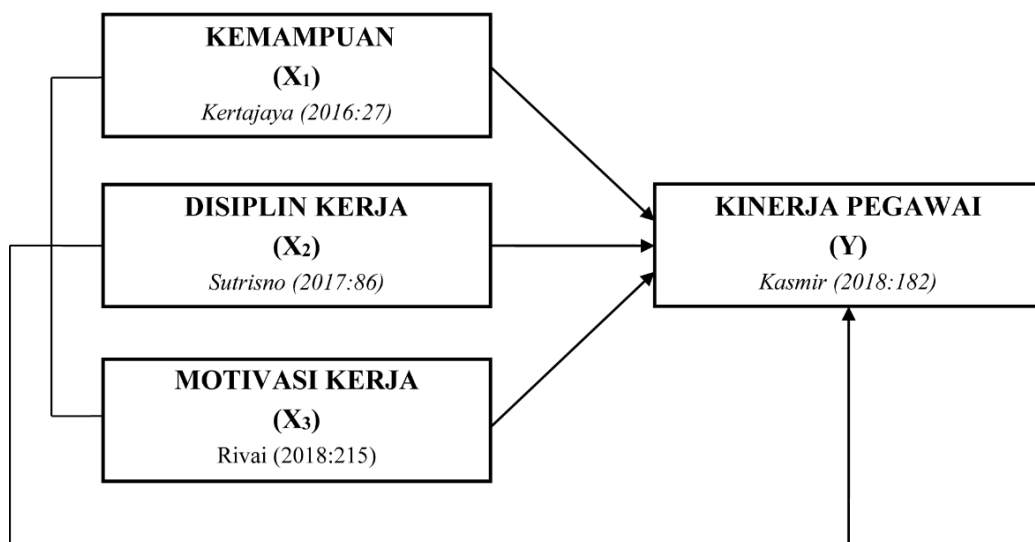 KEMAMPUAN
(X₁)
Kertajaya (2016:27)
DISIPLIN KERJA
(X₂)
Sutrisno (2017:86)
MOTIVASI KERJA
(X₃)
Rivai (2018:215)
KINERJA PEGAWAI
(Y)
Kasmir (2018:182)